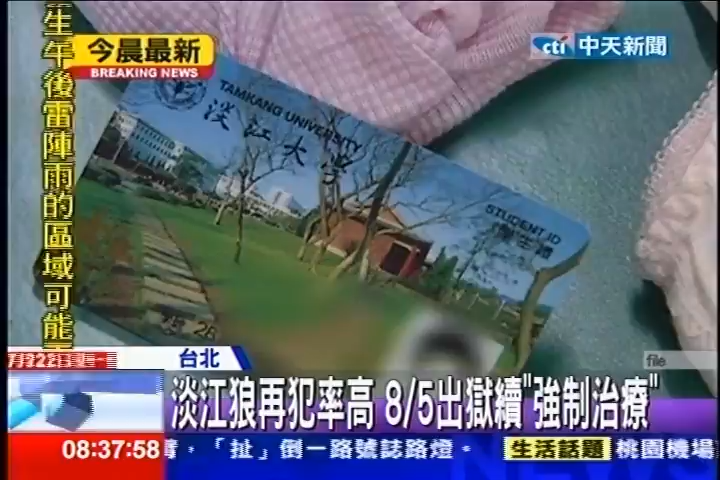 今晨最新
BREAKING NEWS
cti 中天新聞
生午後雷陣雨的區域可能
TAMKANG UNIVERSITY
淡江大學
STUDENT ID
學生證
file
台北
淡江狼再犯率高 8/5出獄續"強制治療"
08:37:58
,「扯」倒一路號誌路燈。
生活話題 桃園機場
NEWS